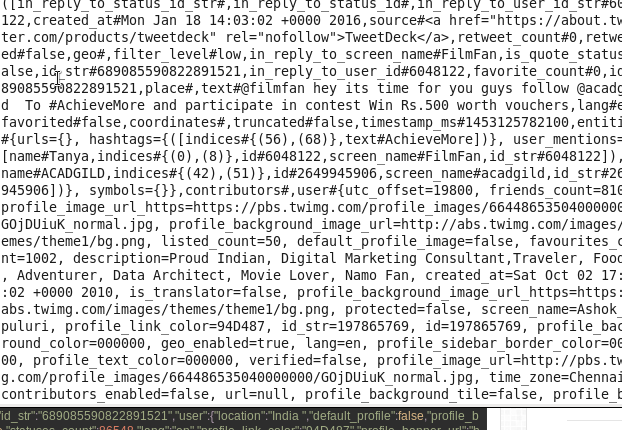 ([in_reply_to_status_id_str#,in_reply_to_status_id#,in_reply_to_user_id_str#60
122,created_at#Mon Jan 18 14:03:02 +0000 2016,source#<a href="https://about.tw
ter.com/products/tweetdeck" rel="nofollow">TweetDeck</a>,retweet_count#0,retwe
ed#false,geo#,filter_level#low,in_reply_to_screen_name#FilmFan,is_quote_status
alse,id_str#689085590822891521,in_reply_to_user_id#6048122,favorite_count#0,id
89085590822891521,place#,text#@filmfan hey its time for you guys follow @acadg
d  To #AchieveMore and participate in contest Win Rs.500 worth vouchers,lang#e
favorited#false,coordinates#,truncated#false,timestamp_ms#1453125782100,entiti
#{urls={}, hashtags={([indices#{(56),(68)},text#AchieveMore])}, user_mentions=
[name#Tanya,indices#{(0),(8)},id#6048122,screen_name#FilmFan,id_str#6048122]),
name#ACADGILD,indices#{(42),(51)},id#2649945906,screen_name#acadgild,id_str#26
945906])}, symbols={}},contributors#,user#{utc_offset=19800, friends_count=810
profile_image_url_https=https://pbs.twimg.com/profile_images/66448653504000000
GOjDUiuK_normal.jpg, profile_background_image_url=http://abs.twimg.com/images/
emes/theme1/bg.png, listed_count=50, default_profile_image=false, favourites_c
nt=1002, description=Proud Indian, Digital Marketing Consultant,Traveler, Food
, Adventurer, Data Architect, Movie Lover, Namo Fan, created_at=Sat Oct 02 17:
:02 +0000 2010, is_translator=false, profile_background_image_url_https=https:
abs.twimg.com/images/themes/theme1/bg.png, protected=false, screen_name=Ashok_
puluri, profile_link_color=94D487, id_str=197865769, id=197865769, profile_bac
round_color=000000, geo_enabled=true, lang=en, profile_sidebar_border_color=00
00, profile_text_color=000000, verified=false, profile_image_url=http://pbs.tw
g.com/profile_images/664486535040000000/GOjDUiuK_normal.jpg, time_zone=Chennai
contributors_enabled=false, url=null, profile_background_tile=false, profile_b
'id_str":"689085590822891521","user":{"location":"India ","default_profile":false,"profile_b